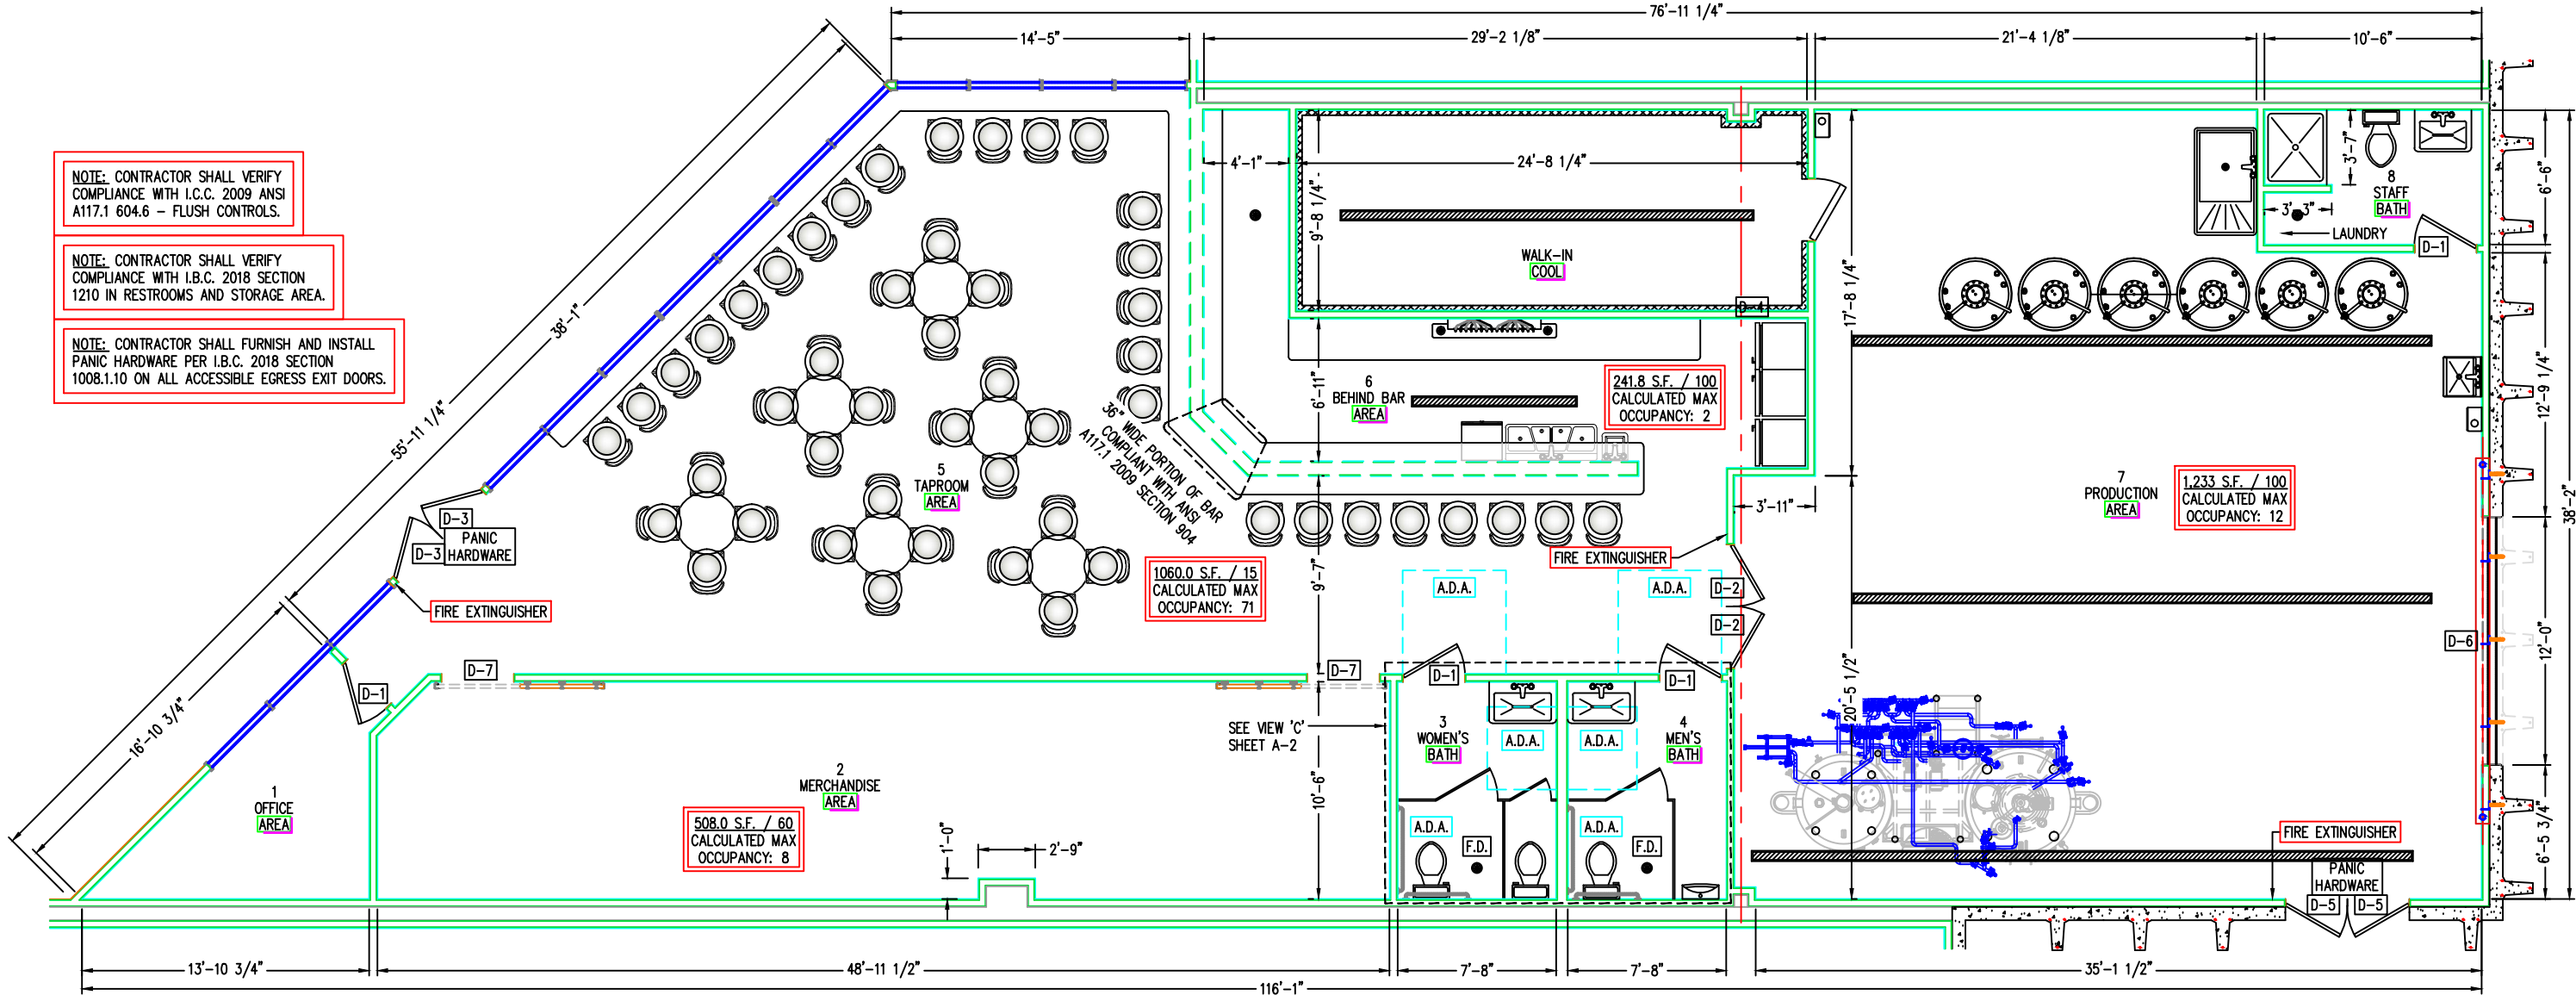 76'-11 1/4"
14'-5"
29'-2 1/8"
21'-4 1/8"
10'-6"
NOTE: CONTRACTOR SHALL VERIFY
COMPLIANCE WITH I.C.C. 2009 ANSI
A117.1 604.6 – FLUSH CONTROLS.
NOTE: CONTRACTOR SHALL VERIFY
COMPLIANCE WITH I.B.C. 2018 SECTION
1210 IN RESTROOMS AND STORAGE AREA.
NOTE: CONTRACTOR SHALL FURNISH AND INSTALL
PANIC HARDWARE PER I.B.C. 2018 SECTION
1008.1.10 ON ALL ACCESSIBLE EGRESS EXIT DOORS.
38'-1"
55'-11 1/4"
16'-10 3/4"
4'-1"
24'-8 1/4"
9'-8 1/4"
WALK-IN
COOL
D-4
17'-8 1/4"
3'-7"
8
STAFF
BATH
3'-3"
LAUNDRY
D-1
6'-6"
12'-9 1/4"
38'-2"
6'-11"
6
BEHIND BAR
AREA
241.8 S.F. / 100
CALCULATED MAX
OCCUPANCY: 2
36" WIDE PORTION OF BAR
COMPLIANT WITH ANSI
A117.1 2009 SECTION 904
5
TAPROOM
AREA
7
PRODUCTION
AREA
1,233 S.F. / 100
CALCULATED MAX
OCCUPANCY: 12
3'-11"
D-3
D-3
PANIC
HARDWARE
FIRE EXTINGUISHER
1060.0 S.F. / 15
CALCULATED MAX
OCCUPANCY: 71
9'-7"
FIRE EXTINGUISHER
A.D.A.
A.D.A.
D-2
D-2
D-6
12'-0"
D-7
D-7
D-1
D-1
D-1
20'-5 1/2"
SEE VIEW 'C'
SHEET A-2
3
WOMEN'S
BATH
A.D.A.
A.D.A.
4
MEN'S
BATH
1
OFFICE
AREA
2
MERCHANDISE
AREA
508.0 S.F. / 60
CALCULATED MAX
OCCUPANCY: 8
10'-6"
1'-0"
2'-9"
A.D.A.
F.D.
A.D.A.
F.D.
FIRE EXTINGUISHER
6'-5 3/4"
PANIC
HARDWARE
D-5
D-5
13'-10 3/4"
48'-11 1/2"
7'-8"
7'-8"
35'-1 1/2"
116'-1"